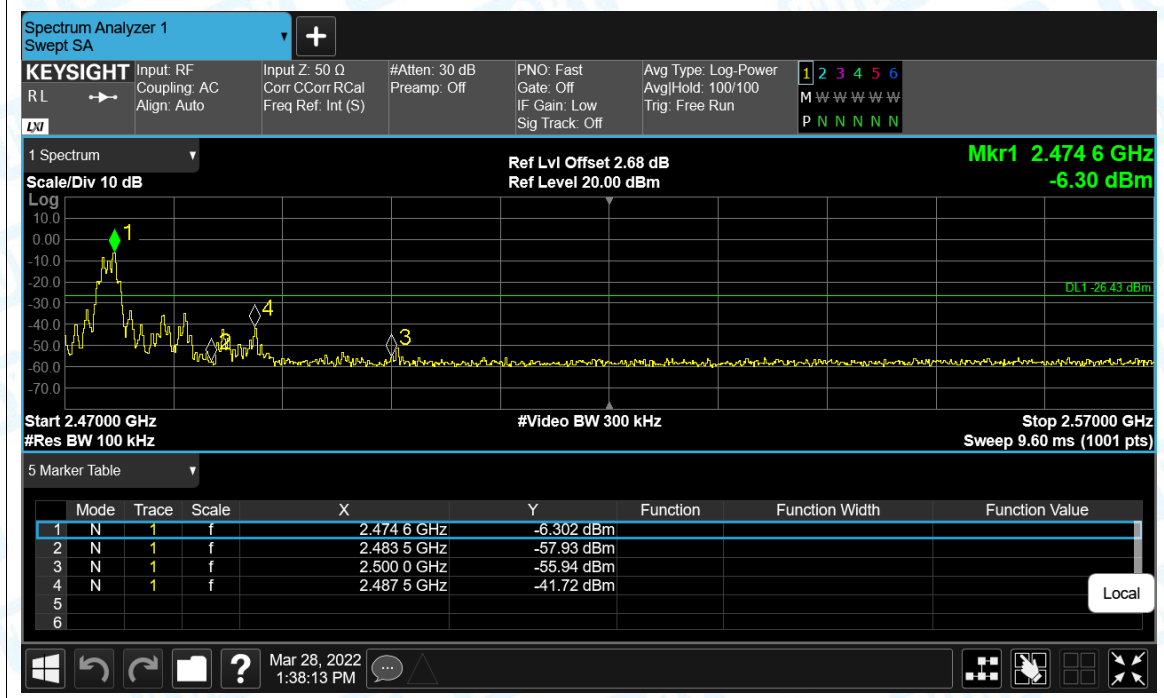 Spectrum Analyzer 1
Swept SA
KEYSIGHT
R L
LXI
Input: RF
Coupling: AC
Align: Auto
Input Z: 50 Ω
Corr CCorr RCal
Freq Ref: Int (S)
#Atten: 30 dB
Preamp: Off
PNO: Fast
Gate: Off
IF Gain: Low
Sig Track: Off
Avg Type: Log-Power
Avg|Hold: 100/100
Trig: Free Run
1 2 3 4 5 6
M W W W W W
P N N N N N
1 Spectrum
Scale/Div 10 dB
Ref Lvl Offset 2.68 dB
Ref Level 20.00 dBm
Mkr1 2.474 6 GHz
-6.30 dBm
Log
10.0
0.00
-10.0
-20.0
-30.0
-40.0
-50.0
-60.0
-70.0
1
2
4
3
DL1 -26.43 dBm
Start 2.47000 GHz
#Res BW 100 kHz
#Video BW 300 kHz
Stop 2.57000 GHz
Sweep 9.60 ms (1001 pts)
5 Marker Table
Mode Trace Scale X Y Function Function Width Function Value
1 N 1 f 2.474 6 GHz -6.302 dBm
2 N 1 f 2.483 5 GHz -57.93 dBm
3 N 1 f 2.500 0 GHz -55.94 dBm
4 N 1 f 2.487 5 GHz -41.72 dBm
5
6
Local
?
Mar 28, 2022
1:38:13 PM